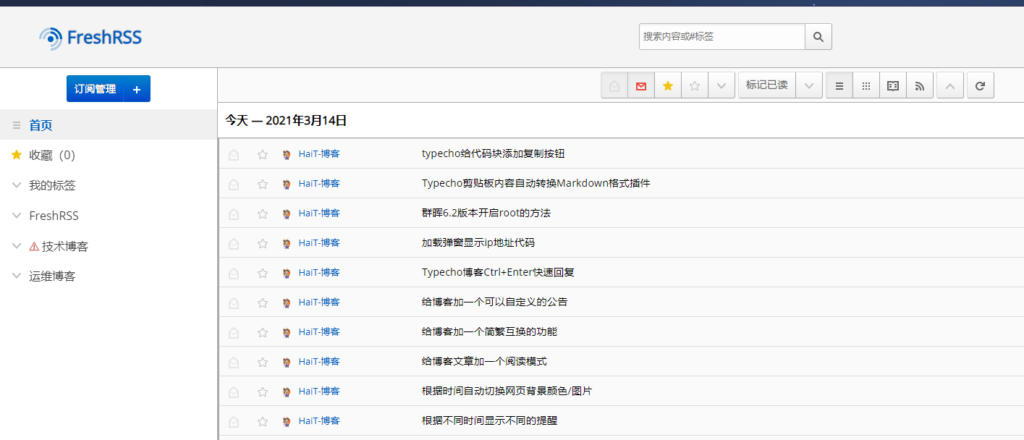 FreshRSS
搜索内容或#标签
订阅管理 +
标记已读
首页
收藏（0）
我的标签
FreshRSS
技术博客
运维博客
今天 — 2021年3月14日
HaiT-博客 typecho给代码块添加复制按钮
HaiT-博客 Typecho剪贴板内容自动转换Markdown格式插件
HaiT-博客 群晖6.2版本开启root的方法
HaiT-博客 加载弹窗显示ip地址代码
HaiT-博客 Typecho博客Ctrl+Enter快速回复
HaiT-博客 给博客加一个可以自定义的公告
HaiT-博客 给博客加一个简繁互换的功能
HaiT-博客 给博客文章加一个阅读模式
HaiT-博客 根据时间自动切换网页背景颜色/图片
HaiT-博客 根据不同时间显示不同的提醒